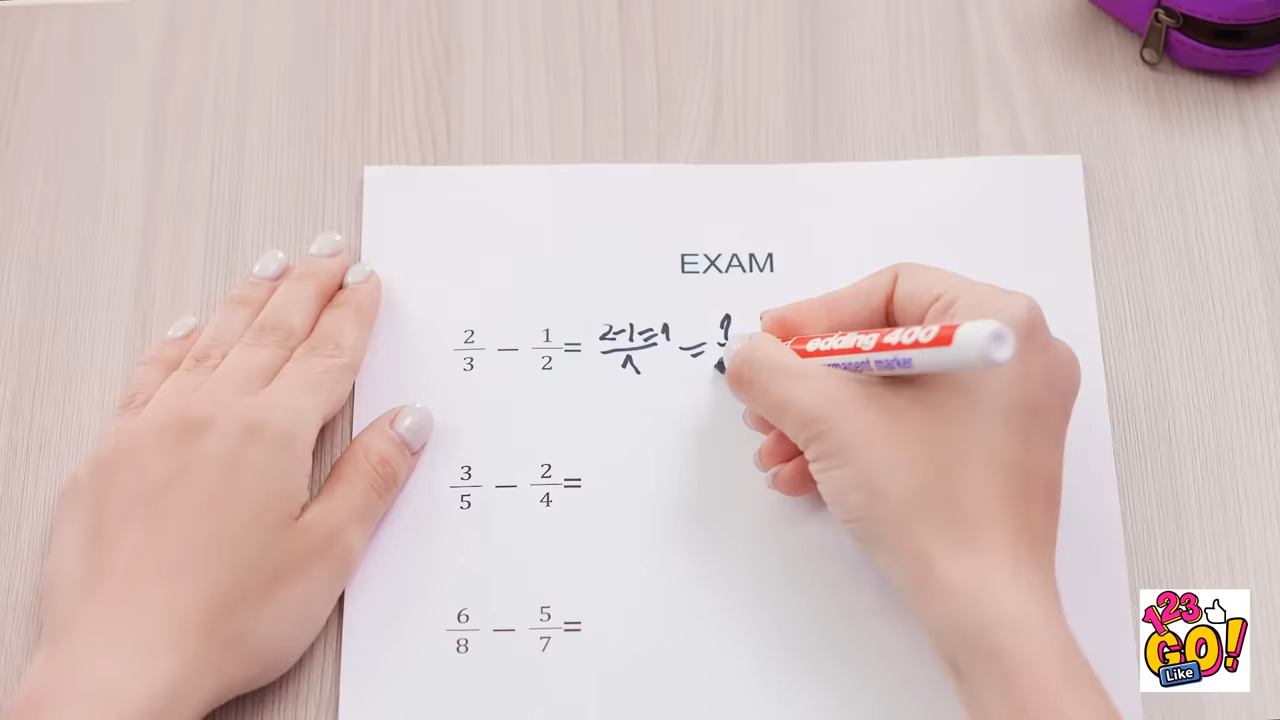 EXAM
2/3 − 1/2 = 2-1=1/1 = 1
3/5 − 2/4 =
6/8 − 5/7 =
edding 400
permanent marker
123 GO!
Like